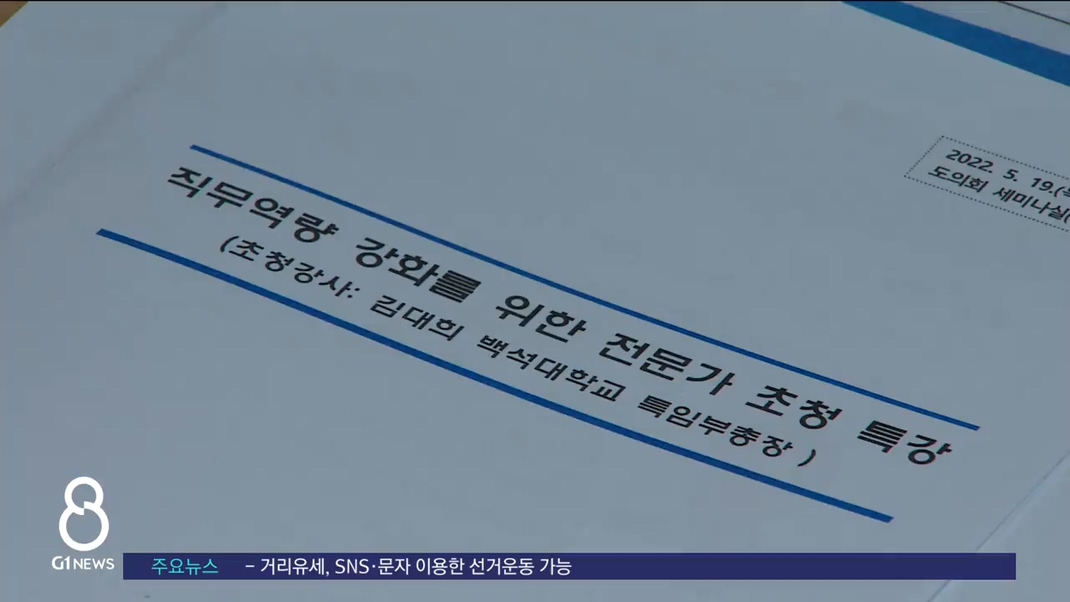 2022. 5. 19.
도의회 세미나실
직무역량 강화를 위한 전문가 초청 특강
(초청강사: 김대희 백석대학교 특임부총장)
8
G1 NEWS
주요뉴스 - 거리유세, SNS·문자 이용한 선거운동 가능